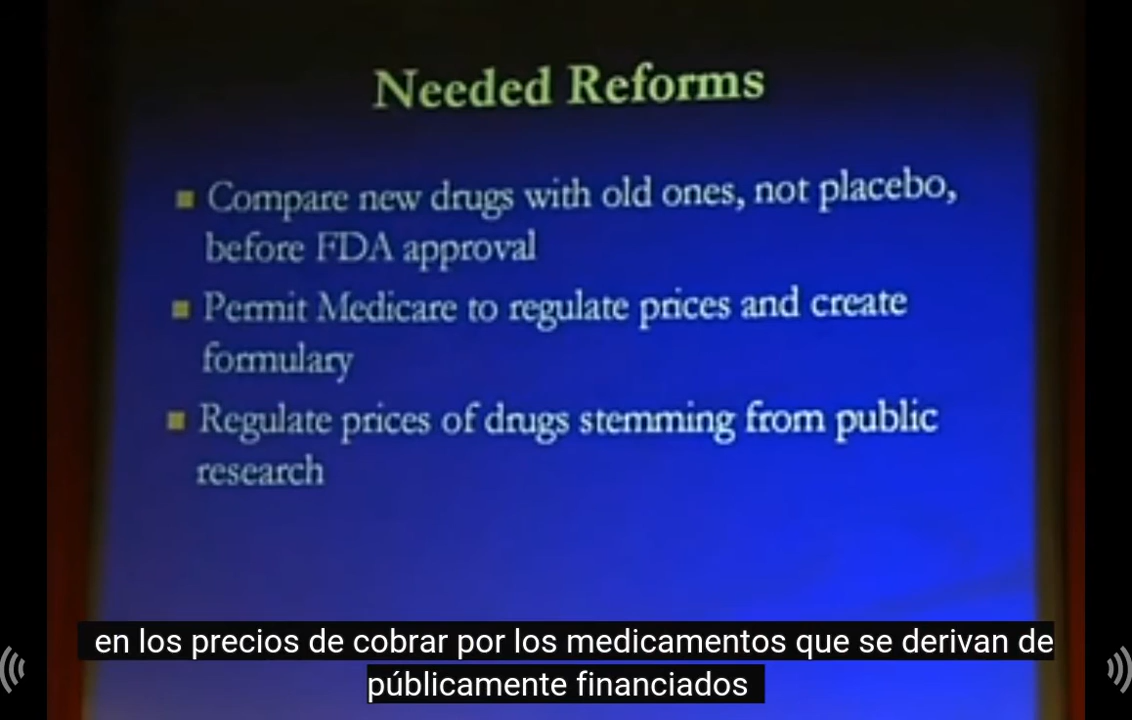 Needed Reforms
Compare new drugs with old ones, not placebo,
before FDA approval
Permit Medicare to regulate prices and create
formulary
Regulate prices of drugs stemming from public
research
en los precios de cobrar por los medicamentos que se derivan de
públicamente financiados